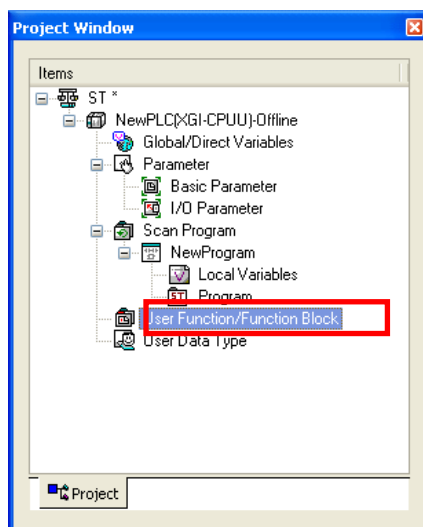 Project Window
Items
ST *
NewPLC(XGI-CPUU)-Offline
Global/Direct Variables
Parameter
Basic Parameter
I/O Parameter
Scan Program
NewProgram
Local Variables
ST Program
User Function/Function Block
User Data Type
Project